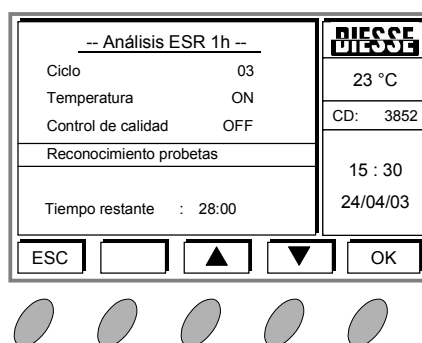 -- Análisis ESR 1h --
Ciclo 03
Temperatura ON
Control de calidad OFF
Reconocimiento probetas
Tiempo restante : 28:00
DIESSE
23 °C
CD: 3852
15 : 30
24/04/03
ESC ▲ ▼ OK